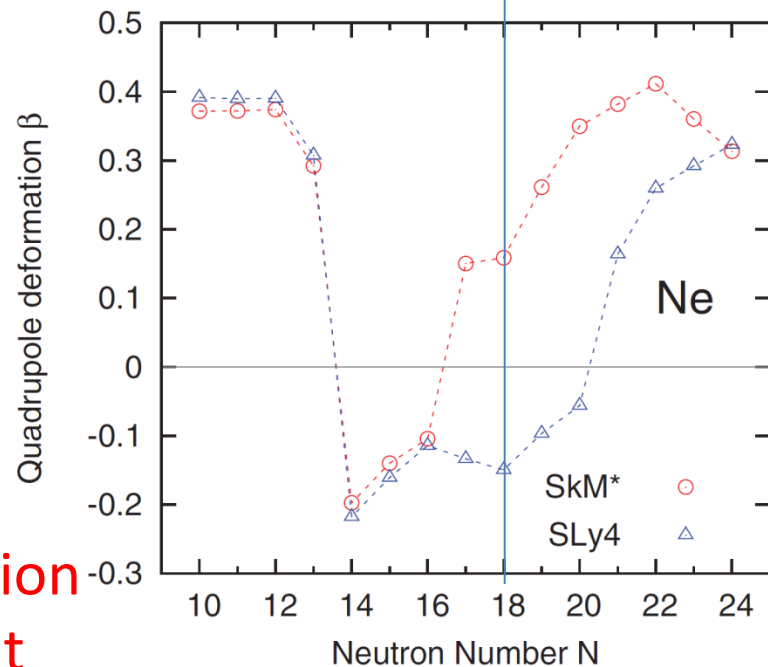 0.5
0.4
0.3
0.2
0.1
0
-0.1
-0.2
-0.3
Quadrupole deformation β
Ne
SkM*
SLy4
10 12 14 16 18 20 22 24
Neutron Number N
ion
t